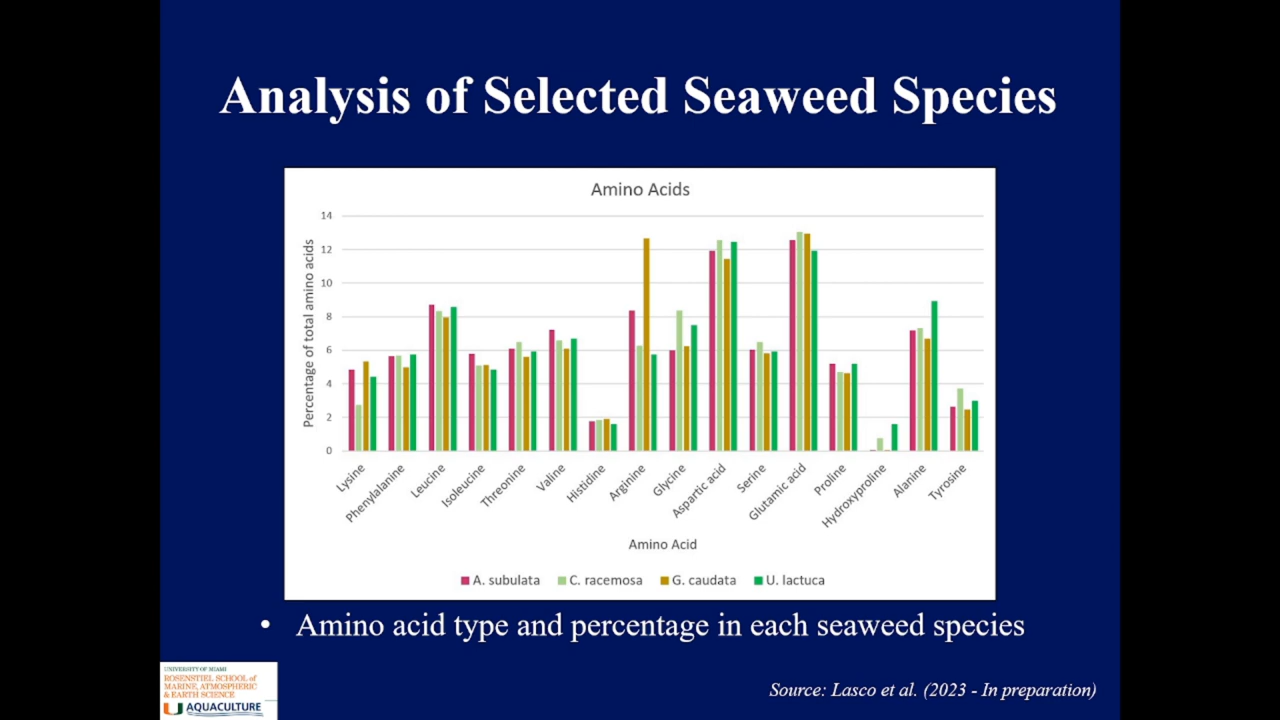 Analysis of Selected Seaweed Species
Amino Acids
Percentage of total amino acids
14
12
10
8
6
4
2
0
Lysine
Phenylalanine
Leucine
Isoleucine
Threonine
Valine
Histidine
Arginine
Glycine
Aspartic acid
Serine
Glutamic acid
Proline
Hydroxyproline
Alanine
Tyrosine
Amino Acid
A. subulata C. racemosa G. caudata U. lactuca
• Amino acid type and percentage in each seaweed species
UNIVERSITY OF MIAMI
ROSENSTIEL SCHOOL of
MARINE, ATMOSPHERIC
& EARTH SCIENCE
U AQUACULTURE
Source: Lasco et al. (2023 - In preparation)